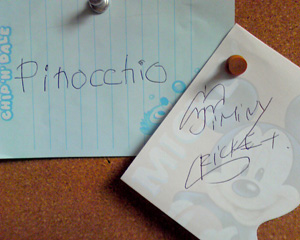 CHIP N' DALE
Pinocchio
JIMINY
CRICKET.